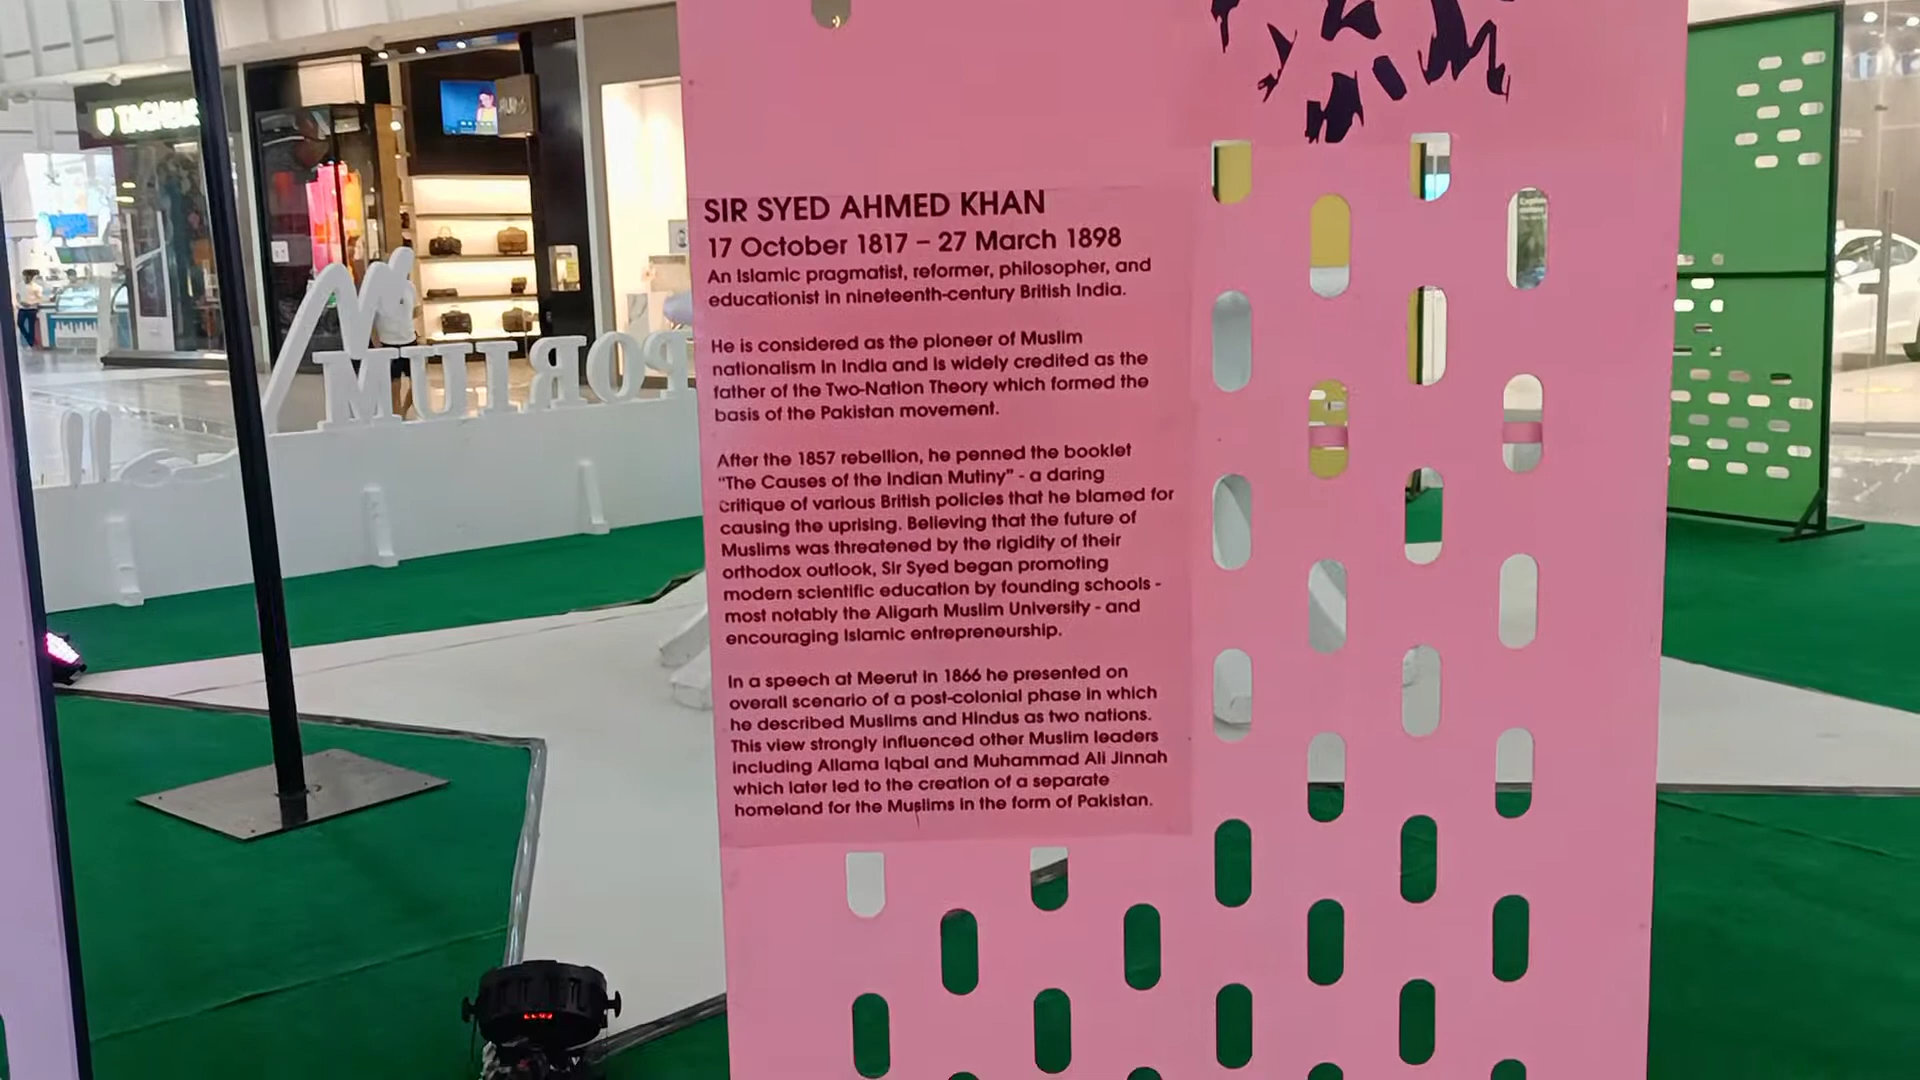 SIR SYED AHMED KHAN
17 October 1817 – 27 March 1898
An Islamic pragmatist, reformer, philosopher, and
educationist in nineteenth-century British India.
He is considered as the pioneer of Muslim
nationalism in India and is widely credited as the
father of the Two-Nation Theory which formed the
basis of the Pakistan movement.
After the 1857 rebellion, he penned the booklet
“The Causes of the Indian Mutiny” - a daring
critique of various British policies that he blamed for
causing the uprising. Believing that the future of
Muslims was threatened by the rigidity of their
orthodox outlook, Sir Syed began promoting
modern scientific education by founding schools -
most notably the Aligarh Muslim University - and
encouraging Islamic entrepreneurship.
In a speech at Meerut in 1866 he presented on
overall scenario of a post-colonial phase in which
he described Muslims and Hindus as two nations.
This view strongly influenced other Muslim leaders
including Allama Iqbal and Muhammad Ali Jinnah
which later led to the creation of a separate
homeland for the Muslims in the form of Pakistan.
PORIUM